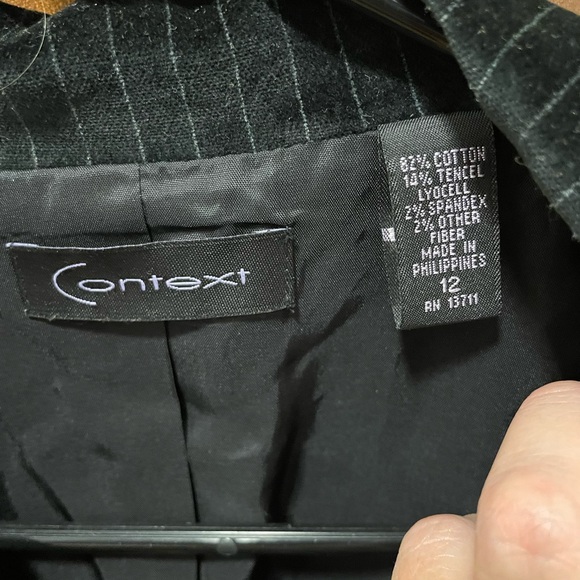 Context
82% COTTON
14% TENCEL
LYOCELL
2% SPANDEX
2% OTHER
FIBER
MADE IN
PHILIPPINES
12
RN 13711